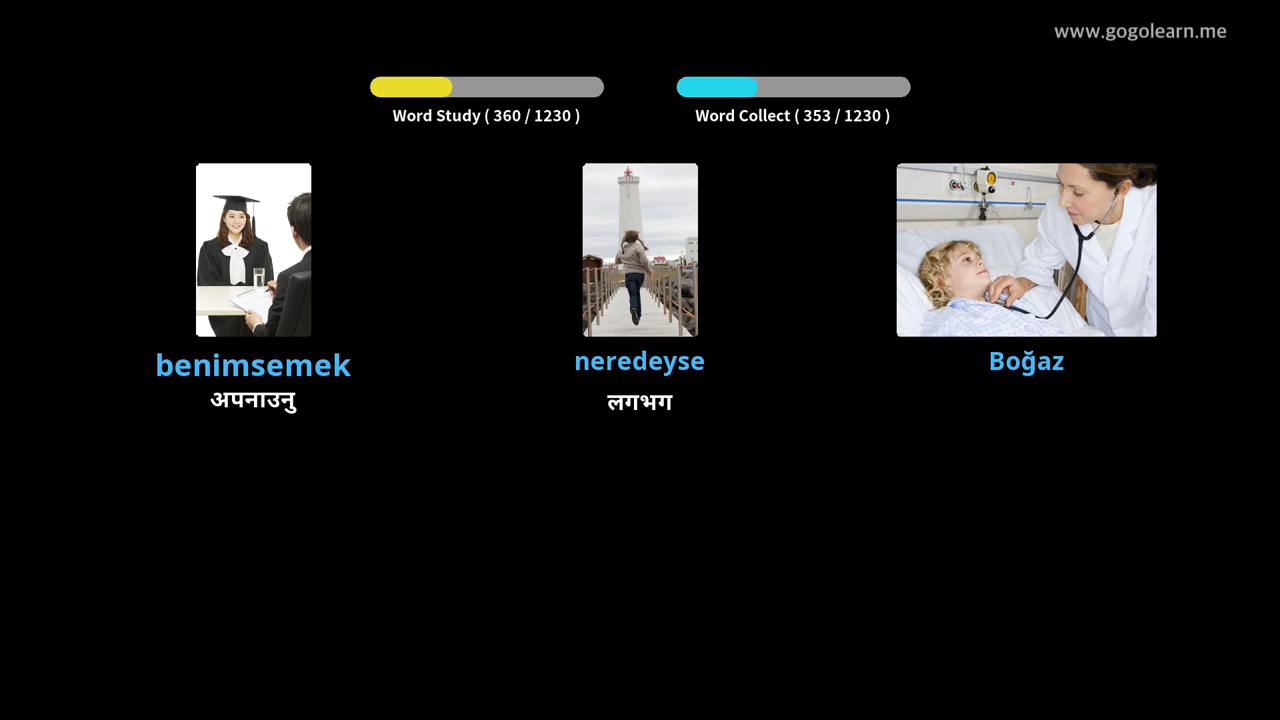 www.gogolearn.me
Word Study ( 360 / 1230 )
Word Collect ( 353 / 1230 )
benimsemek
अपनाउनु
neredeyse
लगभग
Boğaz